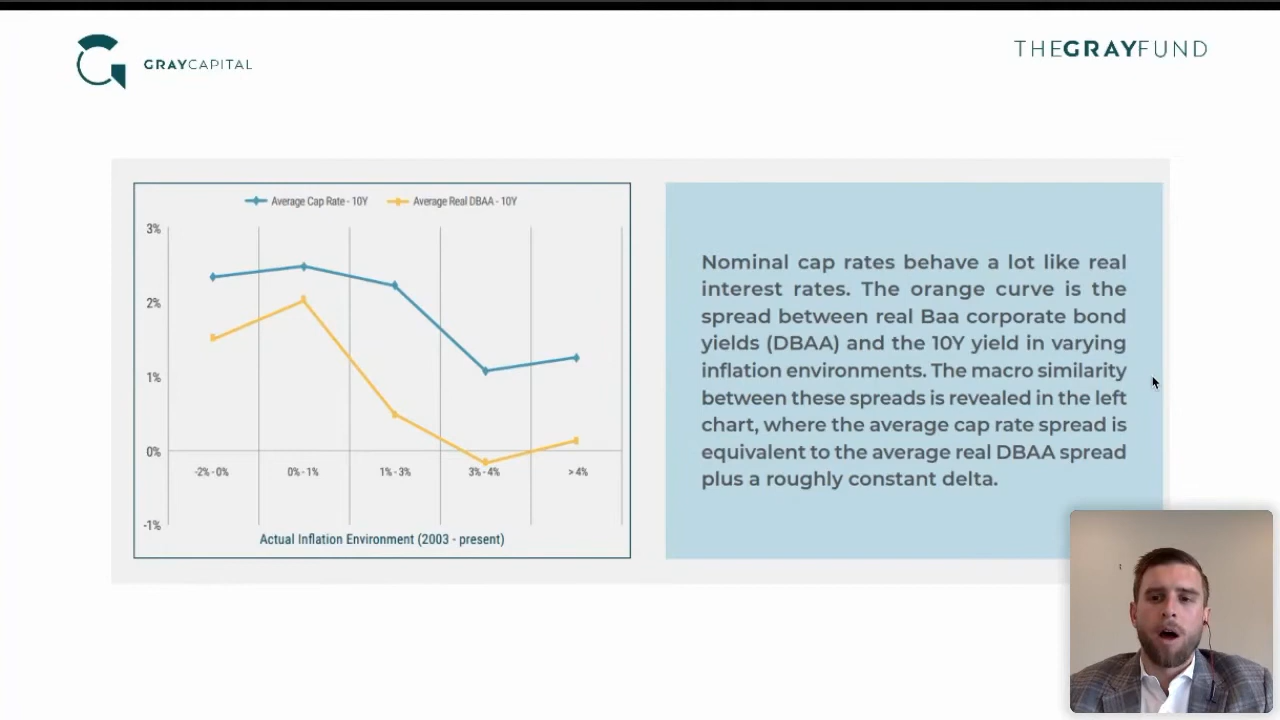 GRAYCAPITAL
THEGRAYFUND
Average Cap Rate - 10Y
Average Real DBAA - 10Y
3%
2%
1%
0%
-1%
-2% - 0%
0% - 1%
1% - 3%
3% - 4%
> 4%
Actual Inflation Environment (2003 - present)
Nominal cap rates behave a lot like real
interest rates. The orange curve is the
spread between real Baa corporate bond
yields (DBAA) and the 10Y yield in varying
inflation environments. The macro similarity
between these spreads is revealed in the left
chart, where the average cap rate spread is
equivalent to the average real DBAA spread
plus a roughly constant delta.